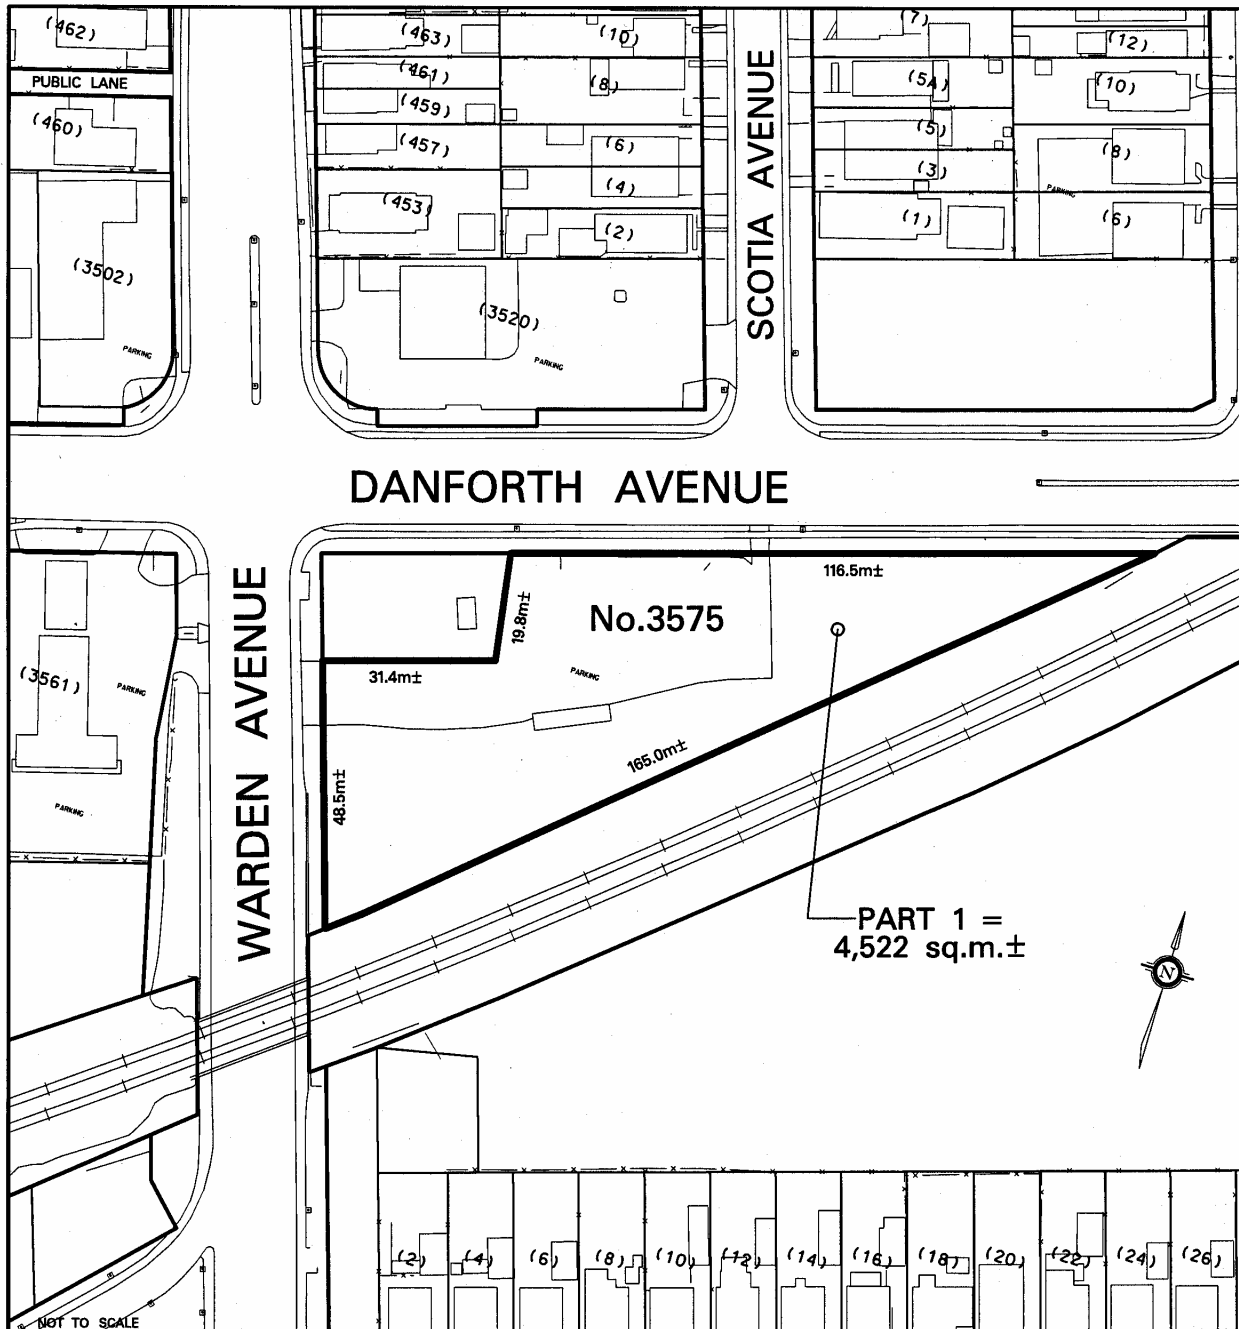 (462)
(463)
(10)
(7)
(12)
PUBLIC LANE
(461)
(8)
(5A)
(10)
(459)
(460)
(457)
(6)
(5)
(8)
(4)
(3)
PARKING
(453)
(2)
(1)
(6)
SCOTIA AVENUE
(3502)
(3520)
PARKING
PARKING
DANFORTH AVENUE
116.5m±
19.8m±
No.3575
(3561)
PARKING
31.4m±
PARKING
WARDEN AVENUE
165.0m±
48.5m±
PARKING
PART 1 =
4,522 sq.m.±
N
(2) (4) (6) (8) (10) (12) (14) (16) (18) (20) (22) (24) (26)
NOT TO SCALE